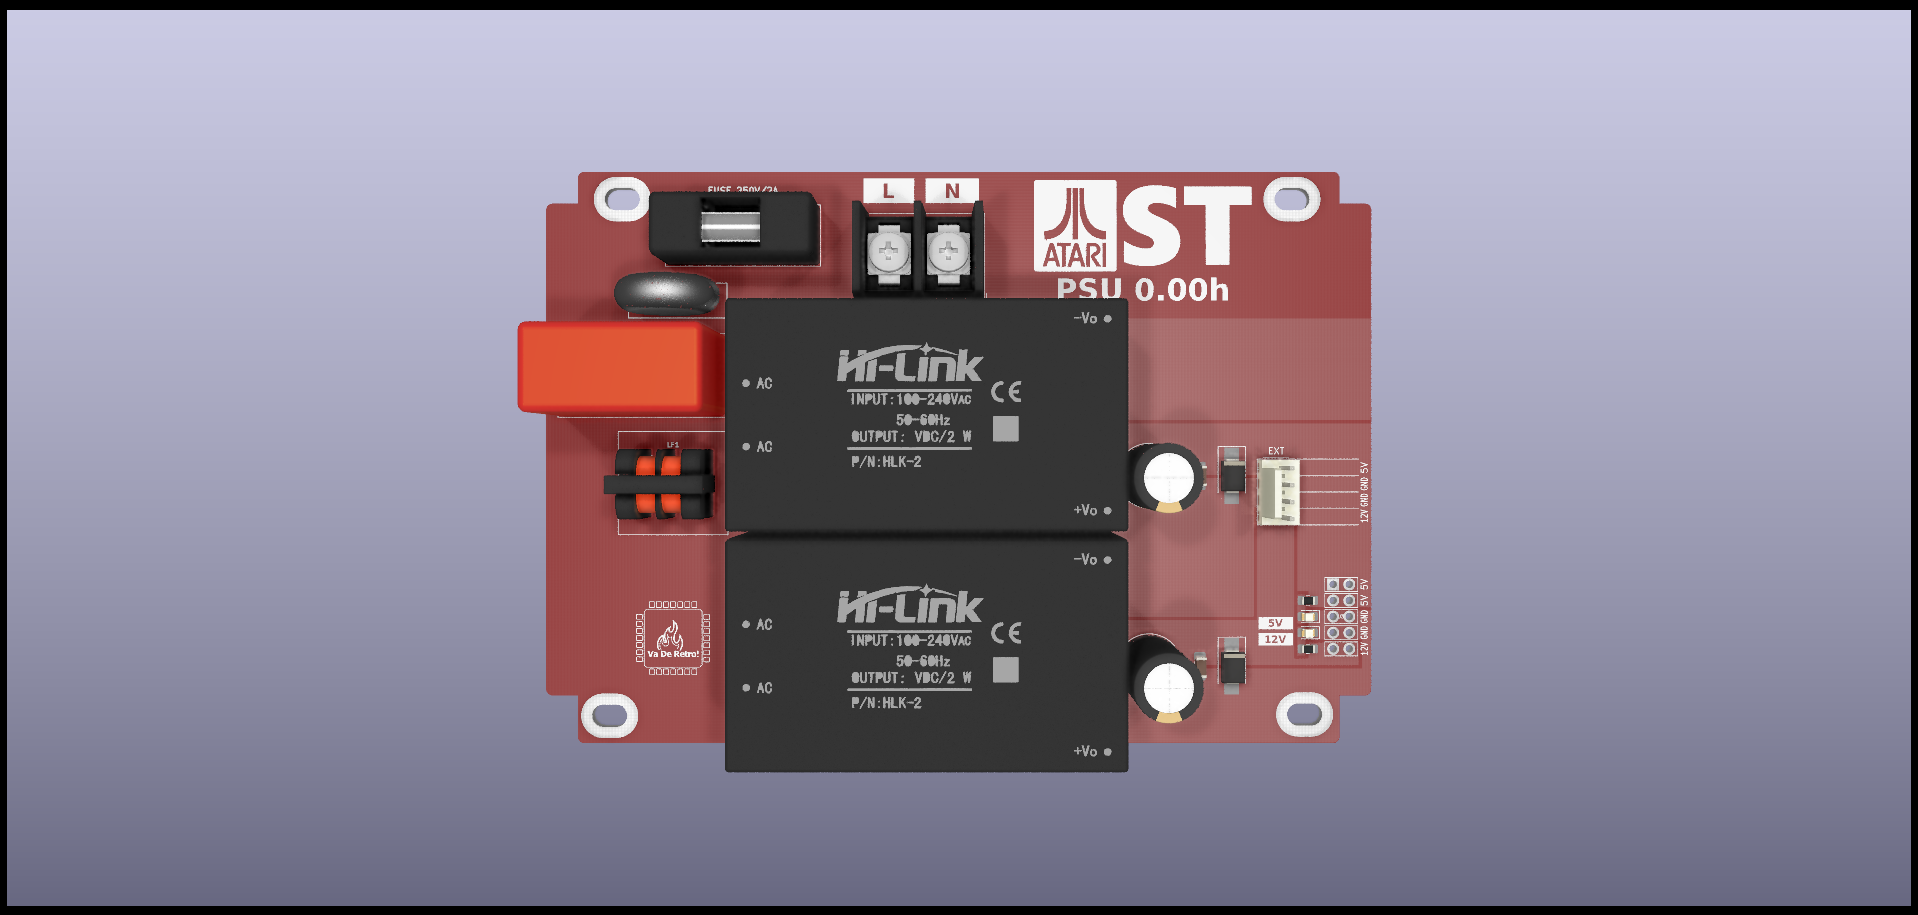 FUSE 250V/2A
L N
ATARI ST
PSU 0.00h
-Vo
Hi-Link
AC
INPUT:100-240VAC
50-60Hz
OUTPUT: VDC/2 W
CE
AC
P/N:HLK-2
+Vo
LF1
EXT
5V
GND
GND
12V
-Vo
Hi-Link
AC
INPUT:100-240VAC
50-60Hz
OUTPUT: VDC/2 W
CE
AC
P/N:HLK-2
+Vo
Va De Retro!
5V
12V
5V
5V
GND
GND
12V